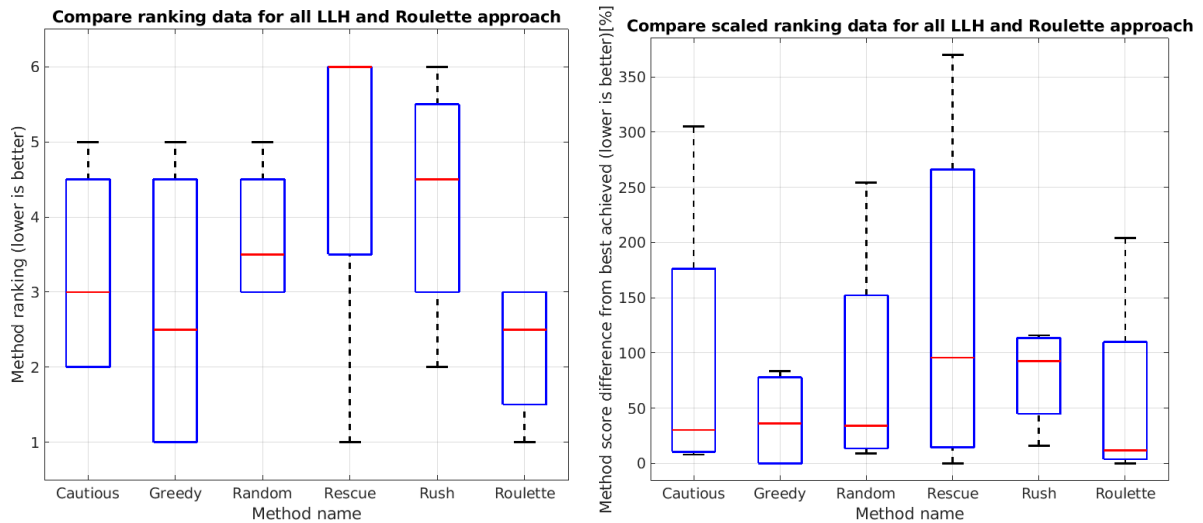 Compare ranking data for all LLH and Roulette approach
Method ranking (lower is better)
6
5
4
3
2
1
Cautious Greedy Random Rescue Rush Roulette
Method name
Compare scaled ranking data for all LLH and Roulette approach
Method score difference from best achieved (lower is better)[%]
350
300
250
200
150
100
50
0
Cautious Greedy Random Rescue Rush Roulette
Method name